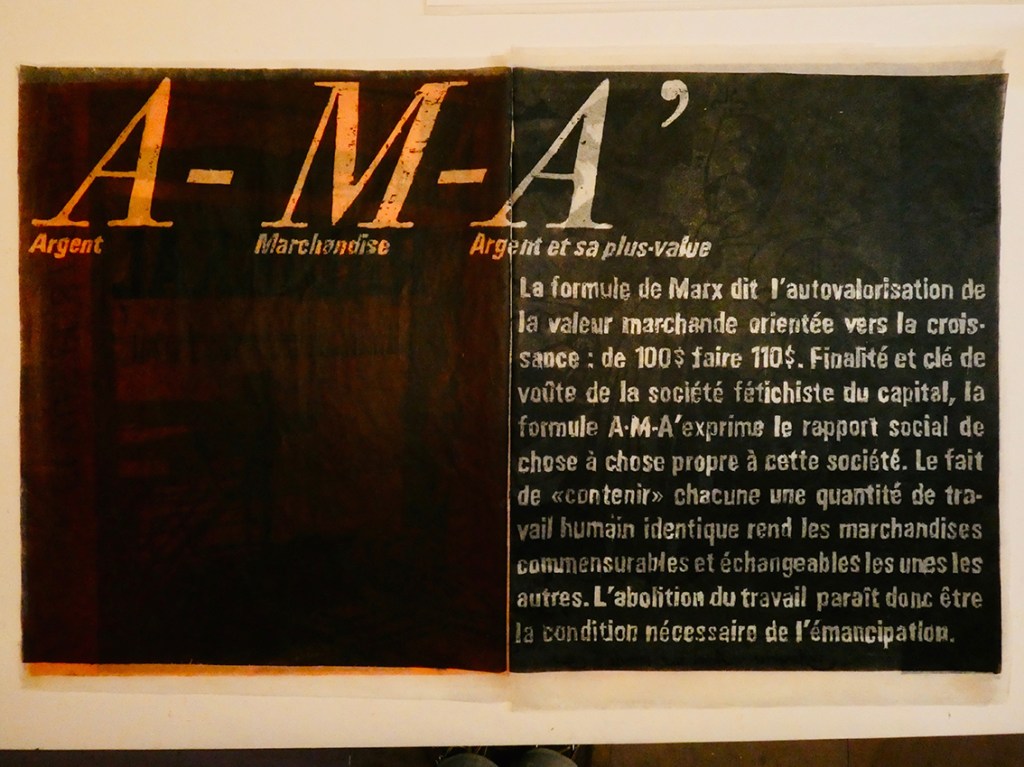 A - M - A’
Argent Marchandise Argent et sa plus-value
La formule de Marx dit l'autovalorisation de
la valeur marchande orientée vers la crois-
sance : de 100$ faire 110$. Finalité et clé de
voûte de la société fétichiste du capital, la
formule A-M-A'exprime le rapport social de
chose à chose propre à cette société. Le fait
de «contenir» chacune une quantité de tra-
vail humain identique rend les marchandises
commensurables et échangeables les unes les
autres. L'abolition du travail paraît donc être
la condition nécessaire de l'émancipation.